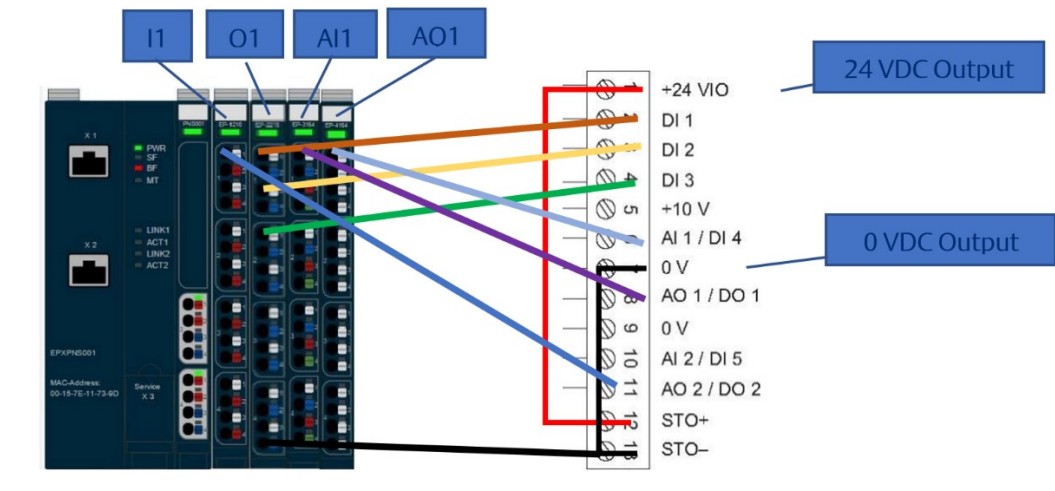 I1
O1
AI1
AQ1
24 VDC Output
0 VDC Output
X 1
PWR
SF
BF
MT
X 2
LINK1
ACT1
LINK2
ACT2
EPXPNS001
MAC-Address:
00-15-7E-11-73-9D
Service
X 3
PNS001
1 +24 VIO
2 DI 1
3 DI 2
4 DI 3
5 +10 V
6 AI 1 / DI 4
7 0 V
8 AO 1 / DO 1
9 0 V
10 AI 2 / DI 5
11 AO 2 / DO 2
12 STO+
13 STO–